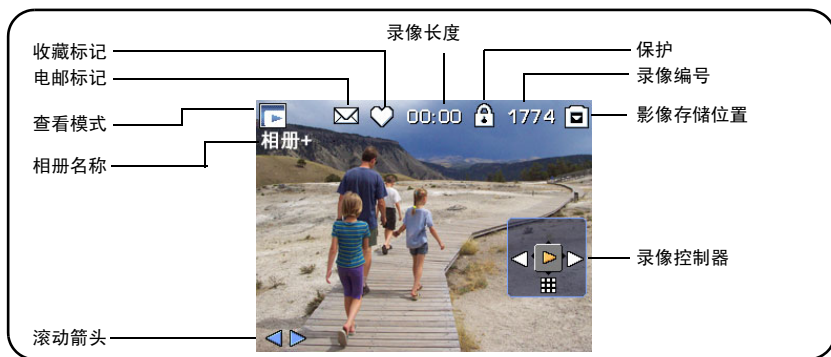 录像长度
收藏标记
保护
电邮标记
录像编号
查看模式
00:00
1774
影像存储位置
相册+
相册名称
录像控制器
滚动箭头